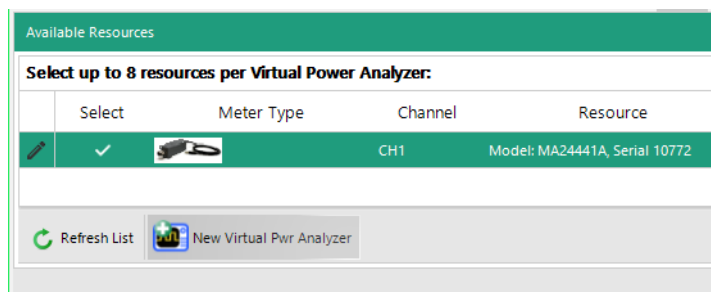 Available Resources
Select up to 8 resources per Virtual Power Analyzer:
Select Meter Type Channel Resource
CH1 Model: MA24441A, Serial 10772
Refresh List New Virtual Pwr Analyzer